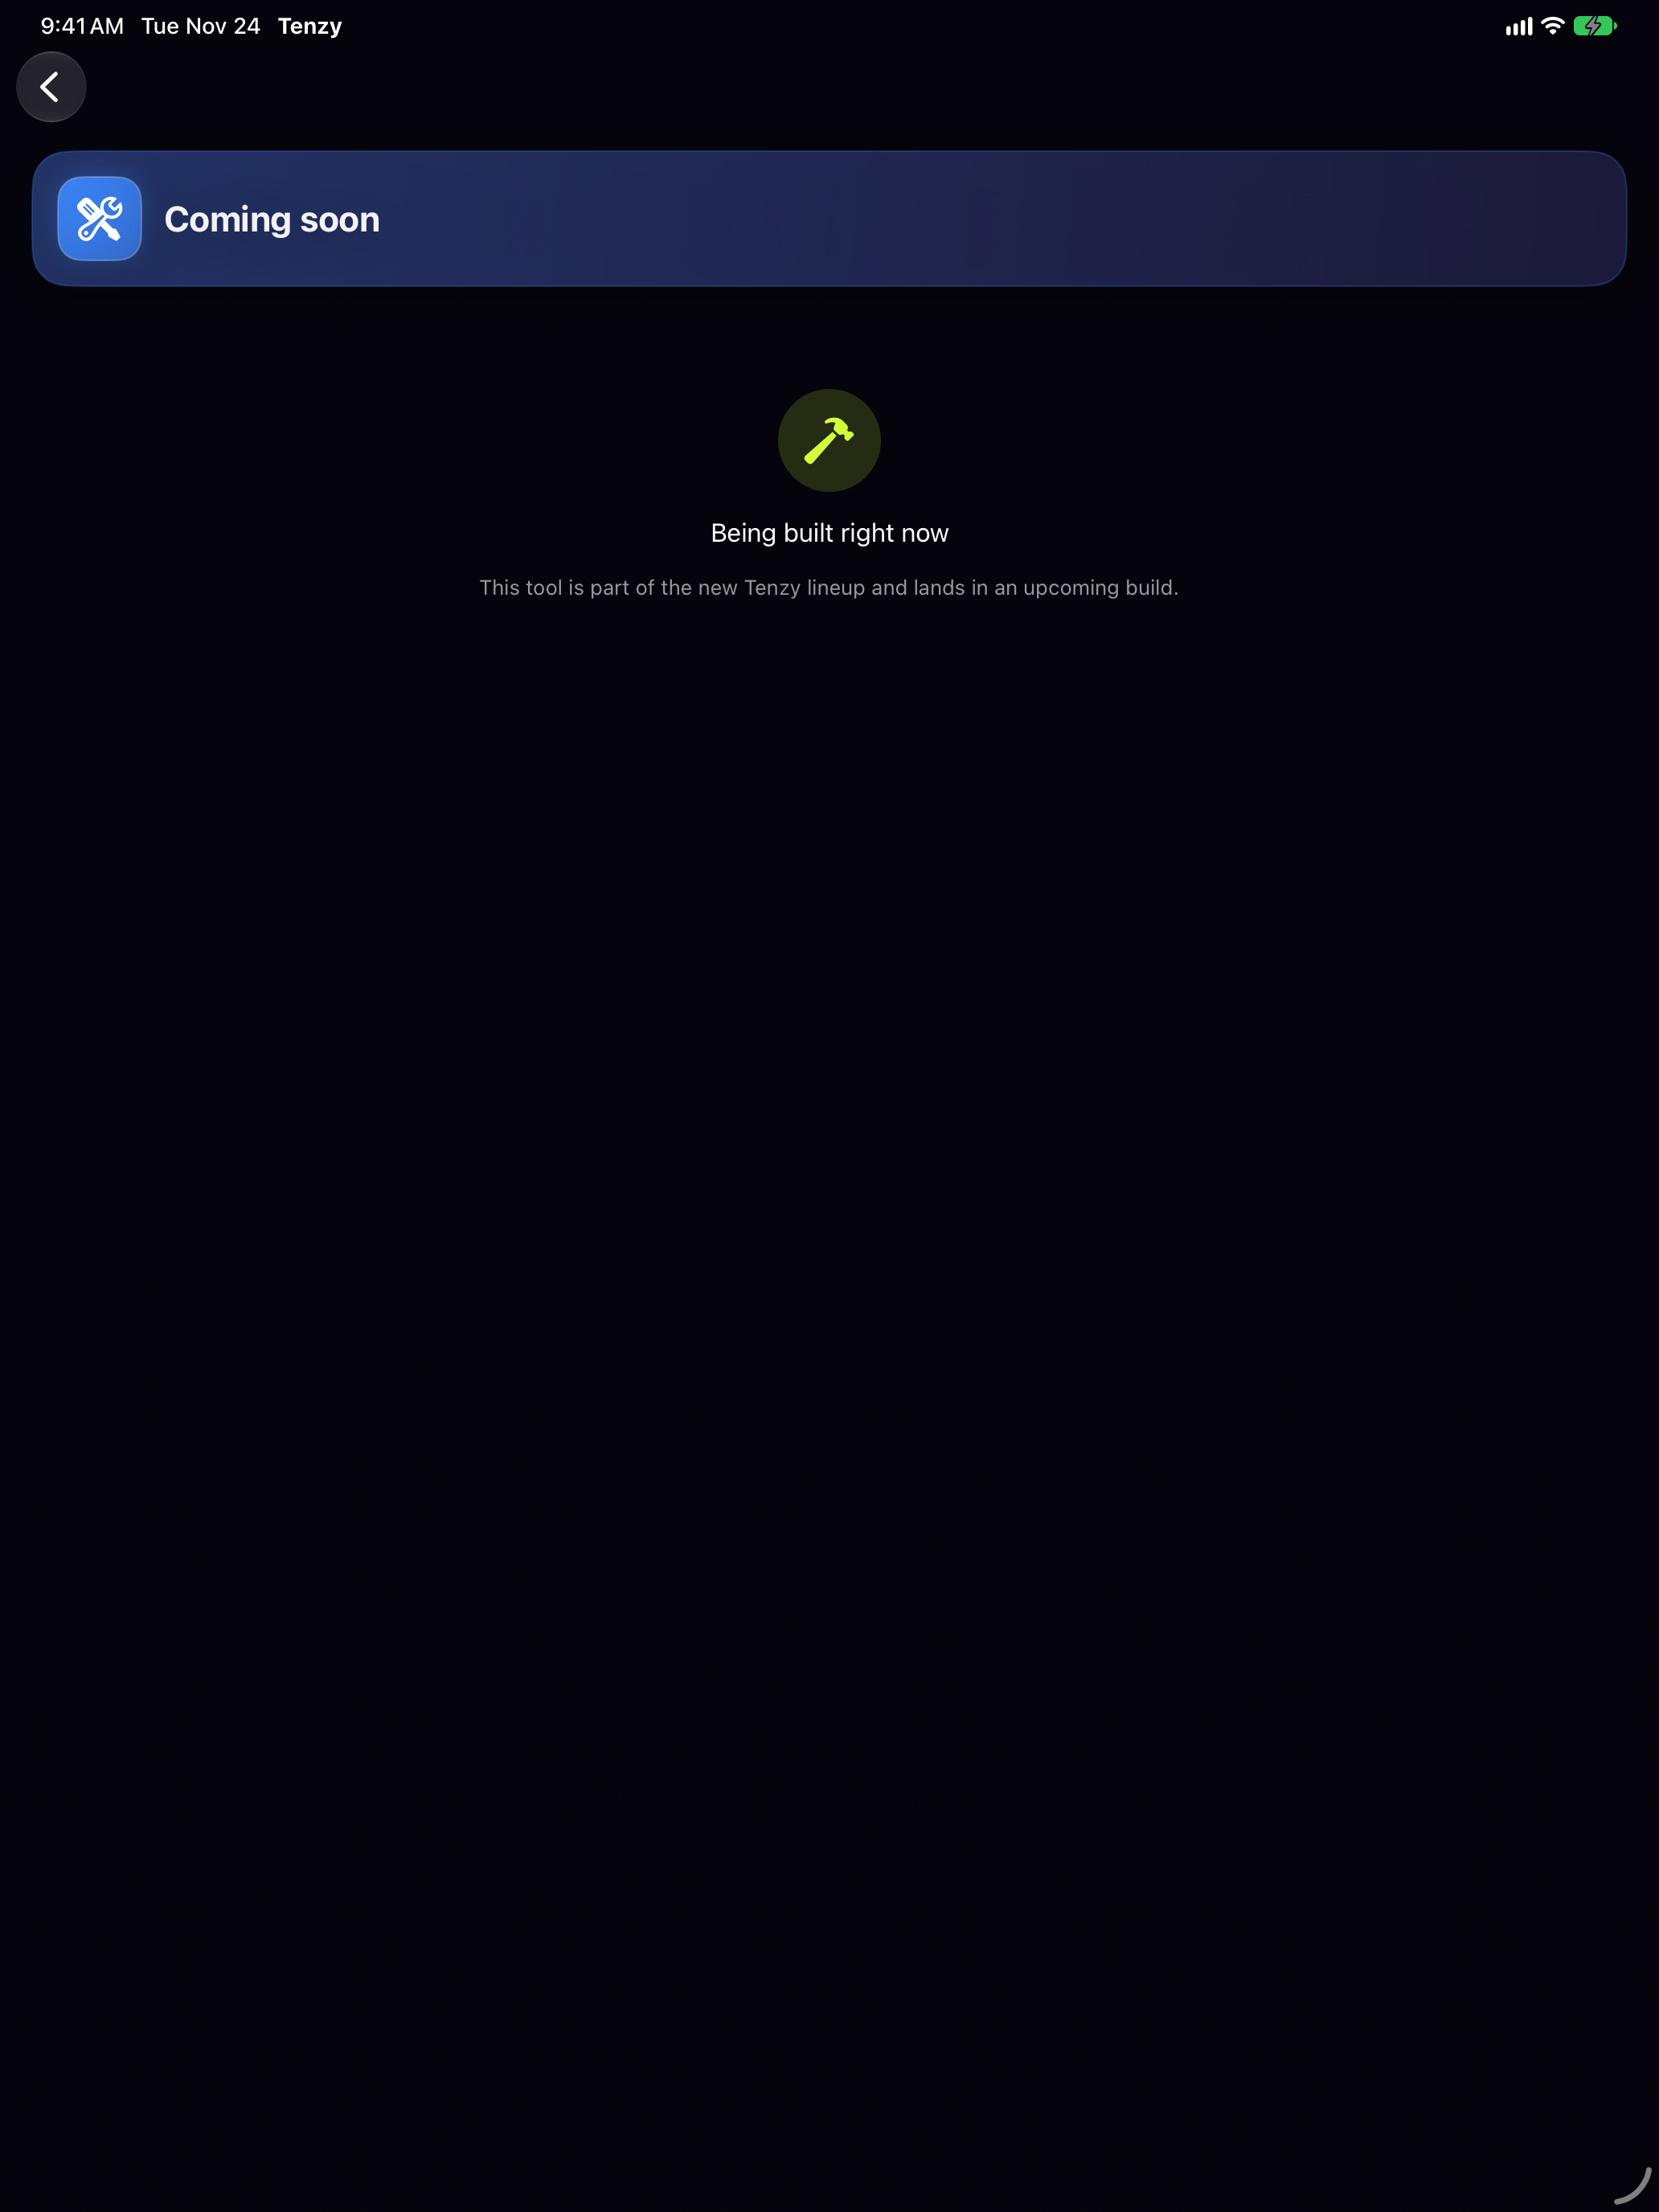 9:41 AM Tue Nov 24 Tenzy
Coming soon
Being built right now
This tool is part of the new Tenzy lineup and lands in an upcoming build.